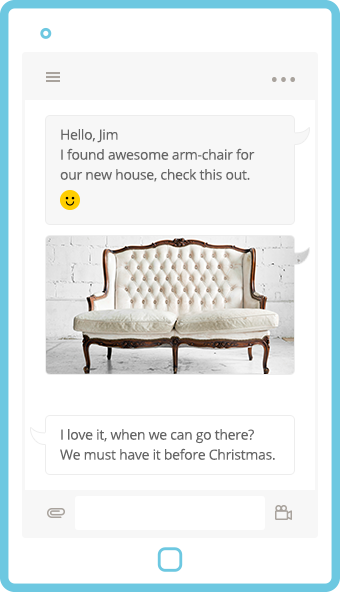 Hello, Jim
I found awesome arm-chair for
our new house, check this out.
I love it, when we can go there?
We must have it before Christmas.